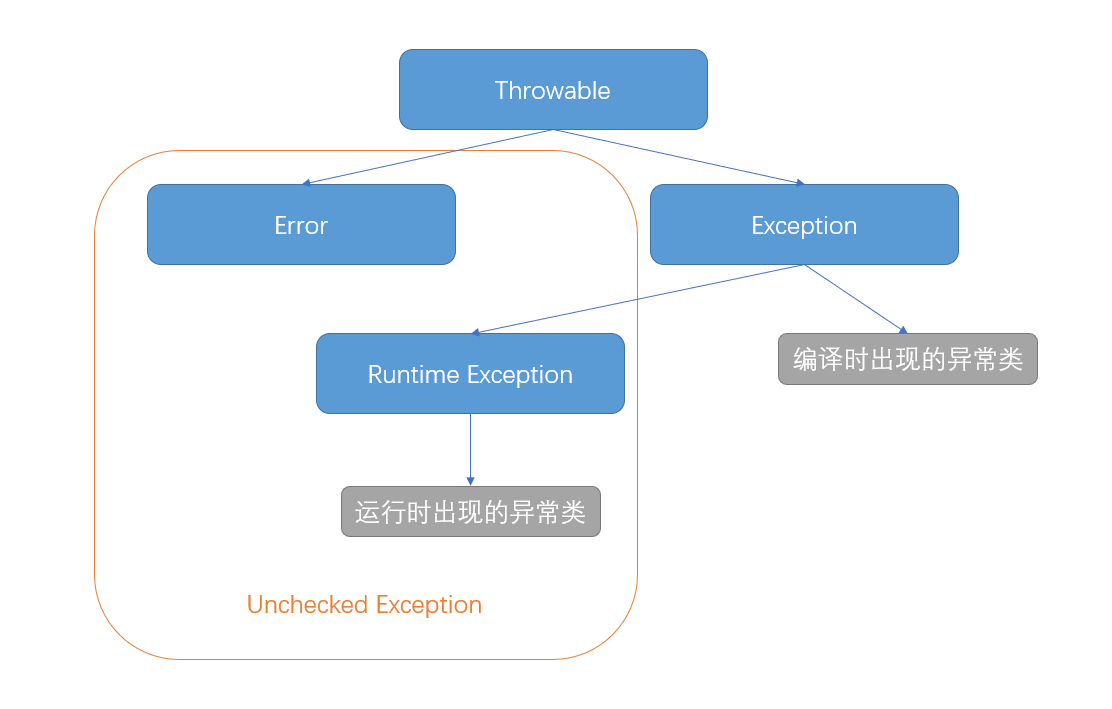 Throwable
Error
Exception
Runtime Exception
编译时出现的异常类
运行时出现的异常类
Unchecked Exception